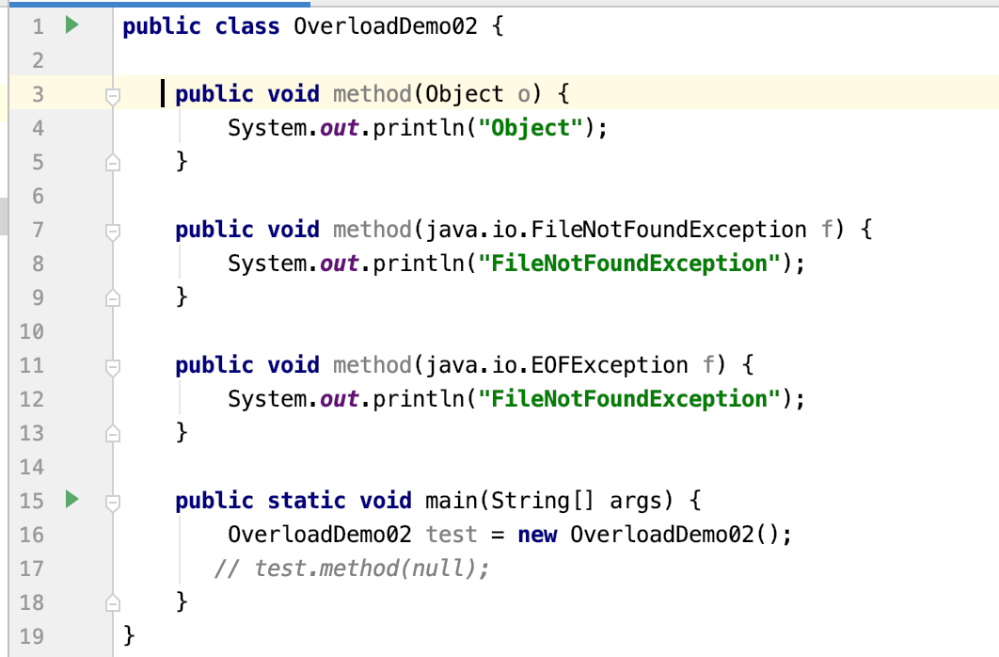 1 public class OverloadDemo02 {
2
3 public void method(Object o) {
4 System.out.println("Object");
5 }
6
7 public void method(java.io.FileNotFoundException f) {
8 System.out.println("FileNotFoundException");
9 }
10
11 public void method(java.io.EOFException f) {
12 System.out.println("FileNotFoundException");
13 }
14
15 public static void main(String[] args) {
16 OverloadDemo02 test = new OverloadDemo02();
17 // test.method(null);
18 }
19 }